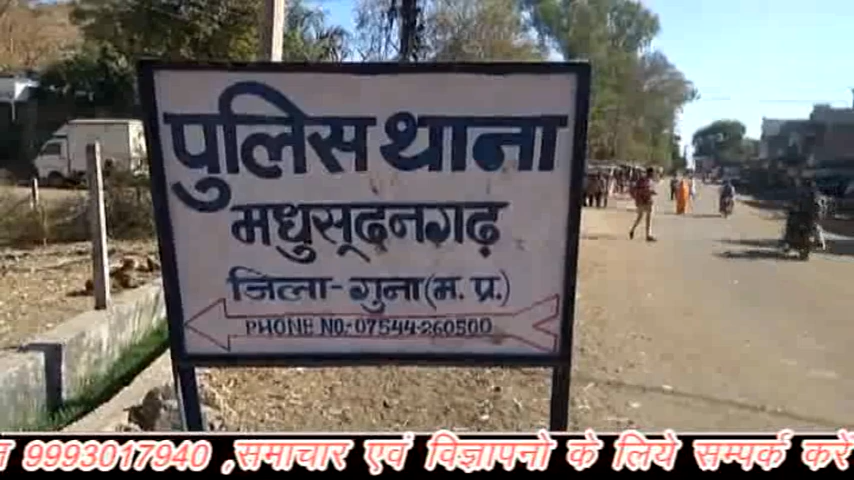 पुलिस थाना
मधुसूदनगढ़
जिला-गुना (म. प्र.)
PHONE NO:-07544-260500
9993017940 ,समाचार एवं विज्ञापनो के लिये सम्पर्क करें